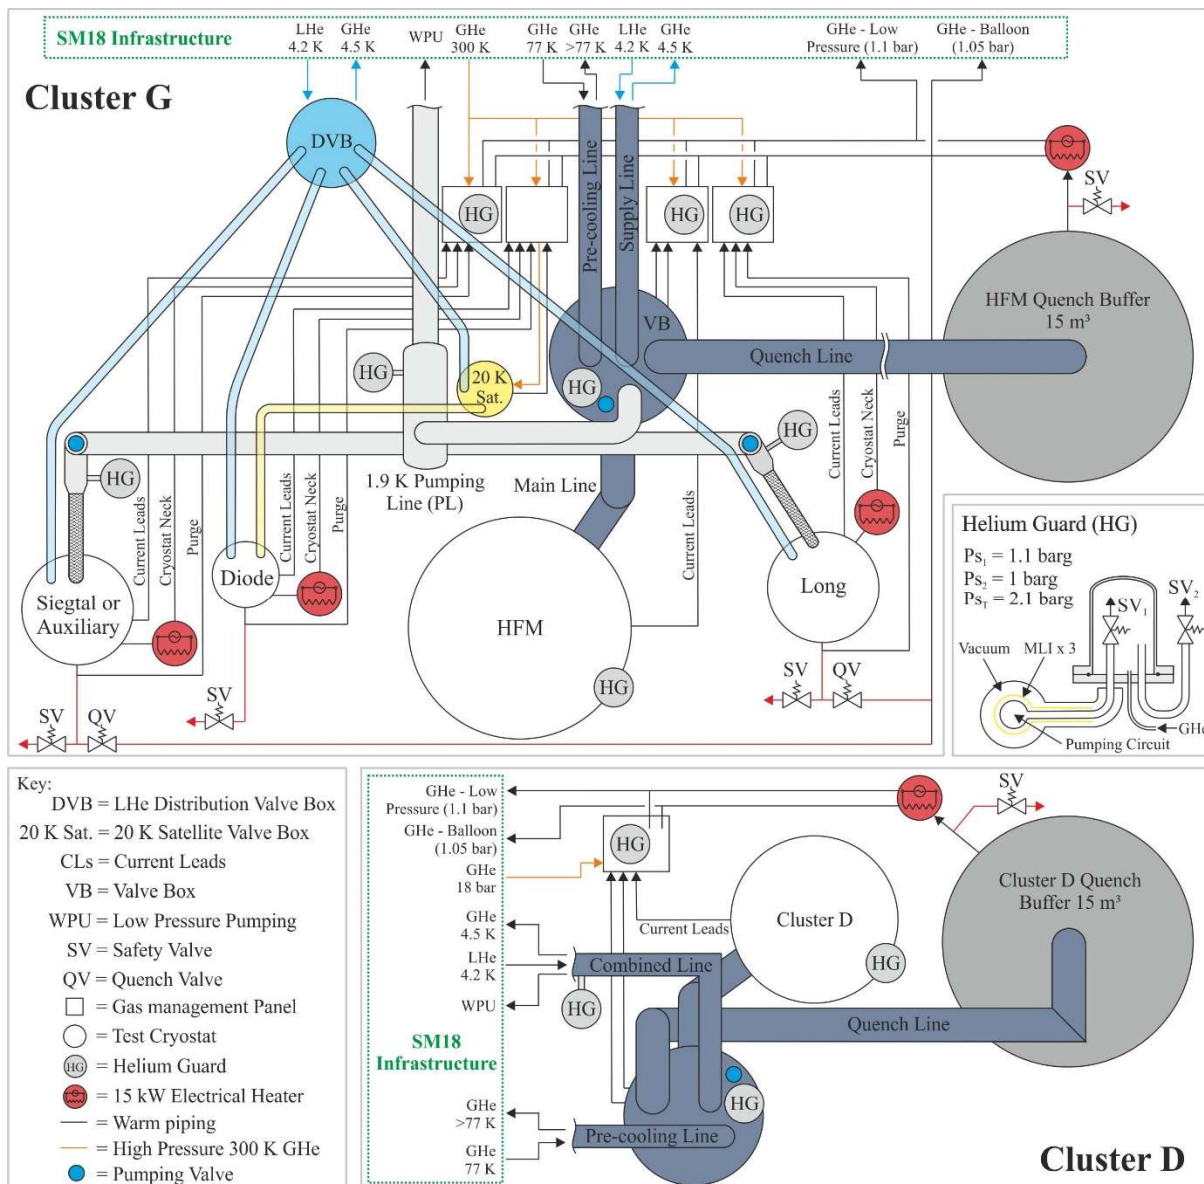 SM18 Infrastructure
LHe
4.2 K
GHe
4.5 K
WPU
GHe
300 K
GHe
77 K
GHe
>77 K
LHe
4.2 K
GHe
4.5 K
GHe - Low
Pressure (1.1 bar)
GHe - Balloon
(1.05 bar)
Cluster G
DVB
Pre-cooling Line
Supply Line
HG
HG
HG
SV
HFM Quench Buffer
15 m³
VB
Quench Line
HG
20 K
Sat.
HG
HG
HG
1.9 K Pumping
Line (PL)
Main Line
Current Leads
Cryostat Neck
Purge
Current Leads
Cryostat Neck
Purge
Current Leads
Current Leads
Cryostat Neck
Purge
Siegtal or
Auxiliary
Diode
HFM
HG
Long
SV
QV
SV
SV
QV
Helium Guard (HG)
Ps₁ = 1.1 barg
Ps₂ = 1 barg
Ps_T = 2.1 barg
SV₁
SV₂
Vacuum
MLI x 3
GHe
Pumping Circuit
Key:
DVB = LHe Distribution Valve Box
20 K Sat. = 20 K Satellite Valve Box
CLs = Current Leads
VB = Valve Box
WPU = Low Pressure Pumping
SV = Safety Valve
QV = Quench Valve
= Gas management Panel
= Test Cryostat
HG = Helium Guard
= 15 kW Electrical Heater
= Warm piping
= High Pressure 300 K GHe
= Pumping Valve
GHe - Low
Pressure (1.1 bar)
GHe - Balloon
(1.05 bar)
GHe
18 bar
GHe
4.5 K
LHe
4.2 K
WPU
SM18
Infrastructure
GHe
>77 K
GHe
77 K
HG
SV
Cluster D
Current Leads
HG
Cluster D Quench
Buffer 15 m³
Combined Line
HG
Quench Line
HG
Pre-cooling Line
Cluster D